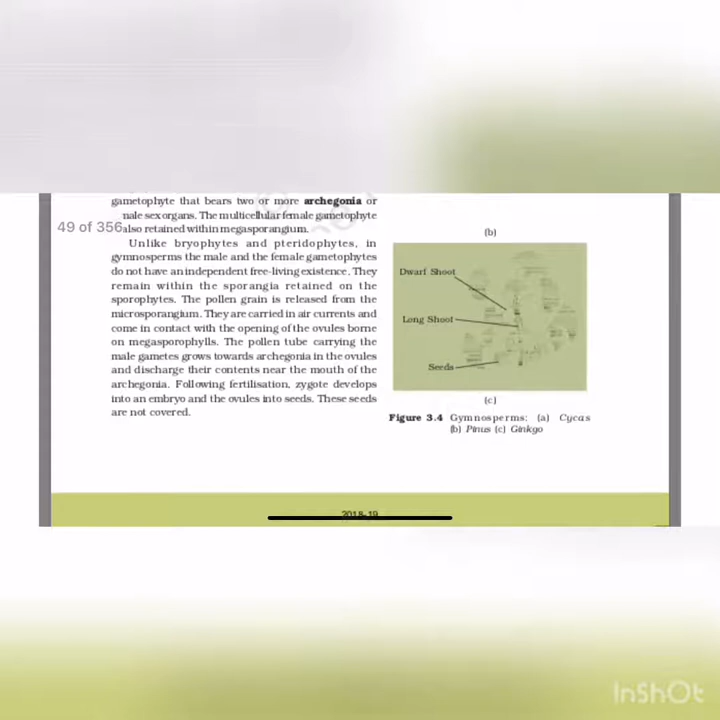 gametophyte that bears two or more archegonia or
nale sex organs. The multicellular female gametophyte
49 of 356
also retained within megasporangium.
Unlike bryophytes and pteridophytes, in
gymnosperms the male and the female gametophytes
do not have an independent free-living existence. They
remain within the sporangia retained on the
sporophytes. The pollen grain is released from the
microsporangium. They are carried in air currents and
come in contact with the opening of the ovules borne
on megasporophylls. The pollen tube carrying the
male gametes grows towards archegonia in the ovules
and discharge their contents near the mouth of the
archegonia. Following fertilisation, zygote develops
into an embryo and the ovules into seeds. These seeds
are not covered.
(b)
Dwarf Shoot
Long Shoot
Seeds
(c)
Figure 3.4 Gymnosperms: (a) Cycas
(b) Pinus (c) Ginkgo
2018-19
InShOt